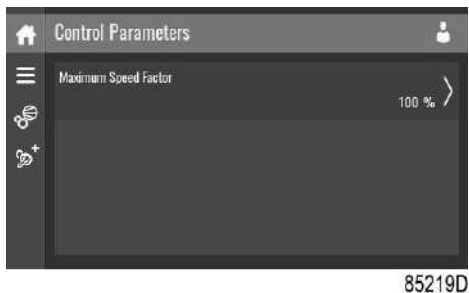 Control Parameters
Maximum Speed Factor
100 %
85219D